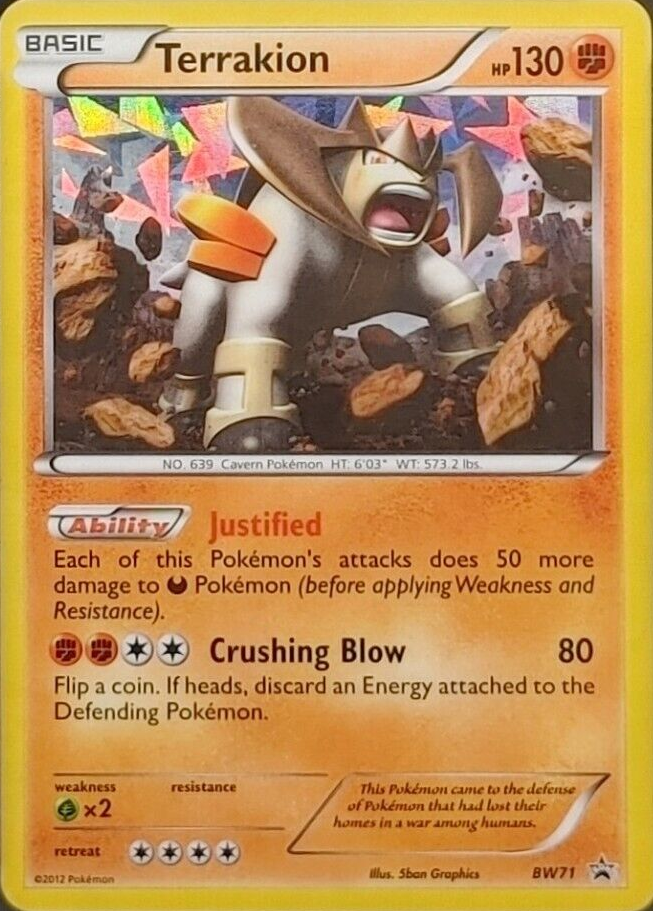 BASIC Terrakion HP130
NO. 639 Cavern Pokémon HT: 6'03" WT: 573.2 lbs.
Ability Justified
Each of this Pokémon's attacks does 50 more
damage to Pokémon (before applying Weakness and
Resistance).
Crushing Blow 80
Flip a coin. If heads, discard an Energy attached to the
Defending Pokémon.
weakness resistance
×2
This Pokémon came to the defense
of Pokémon that had lost their
homes in a war among humans.
retreat
©2012 Pokémon Illus. 5ban Graphics BW71